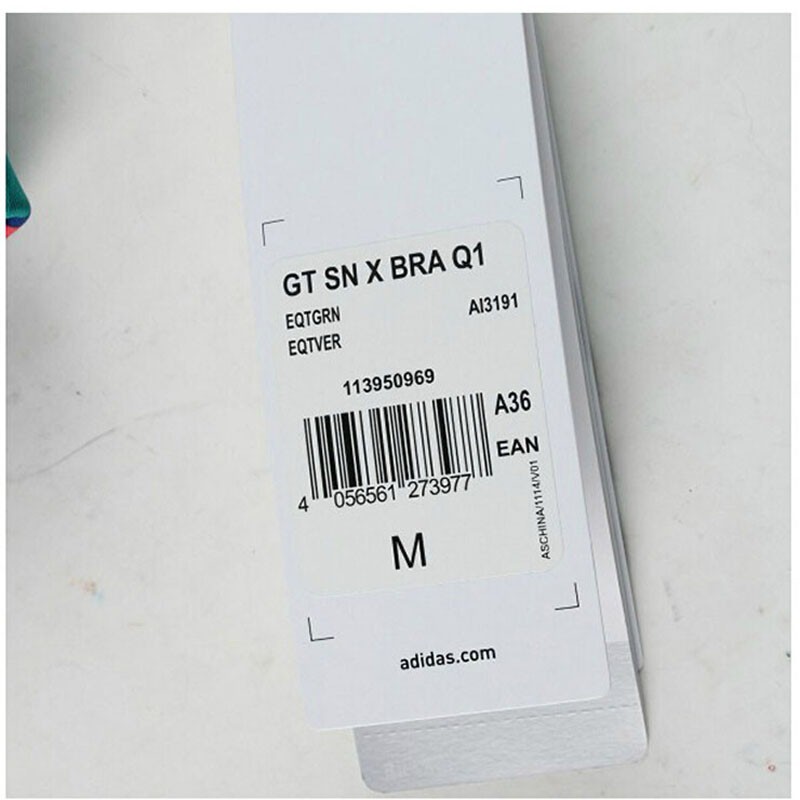 GT SN X BRA Q1
EQTGRN AI3191
EQTVER
113950969
A36
EAN
4 056561 273977
ASCHINA/1114/V01
M
adidas.com